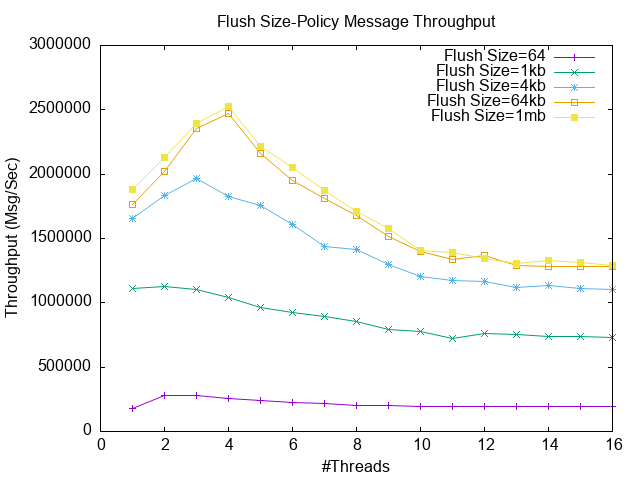 Flush Size-Policy Message Throughput
Throughput (Msg/Sec)
3000000
2500000
2000000
1500000
1000000
500000
0
Flush Size=64
Flush Size=1kb
Flush Size=4kb
Flush Size=64kb
Flush Size=1mb
0 2 4 6 8 10 12 14 16
#Threads